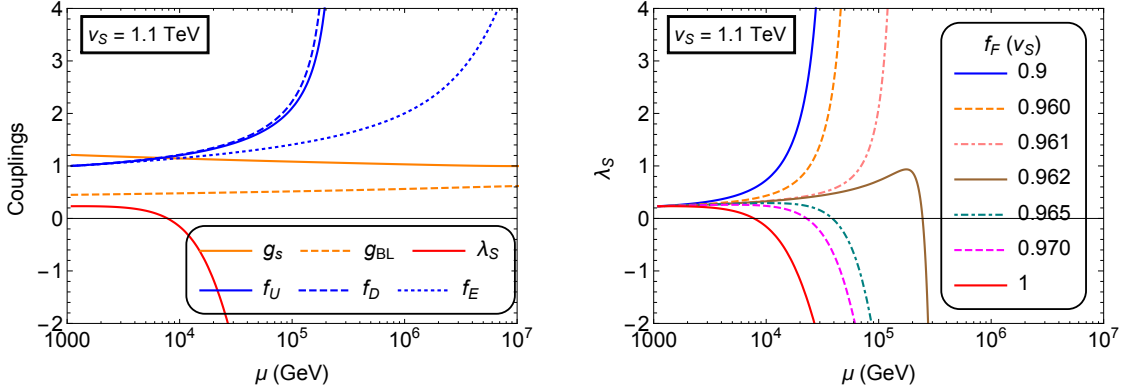 v_S = 1.1 TeV
Couplings
4
3
2
1
0
−1
−2
g_s g_BL λ_S
f_U f_D f_E
1000 10^4 10^5 10^6 10^7
μ (GeV)
v_S = 1.1 TeV
λ_S
4
3
2
1
0
−1
−2
f_F (v_S)
0.9
0.960
0.961
0.962
0.965
0.970
1
1000 10^4 10^5 10^6 10^7
μ (GeV)